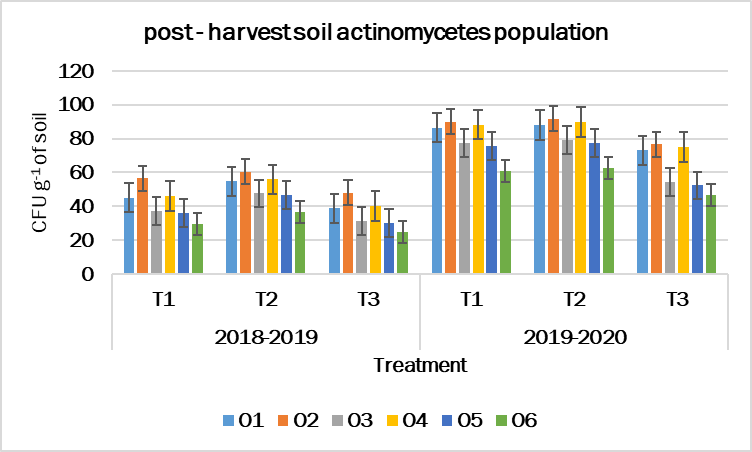 post - harvest soil actinomycetes population
CFU g-1 of soil
120
100
80
60
40
20
0
T1 T2 T3 T1 T2 T3
2018-2019 2019-2020
Treatment
O1 O2 O3 O4 O5 O6